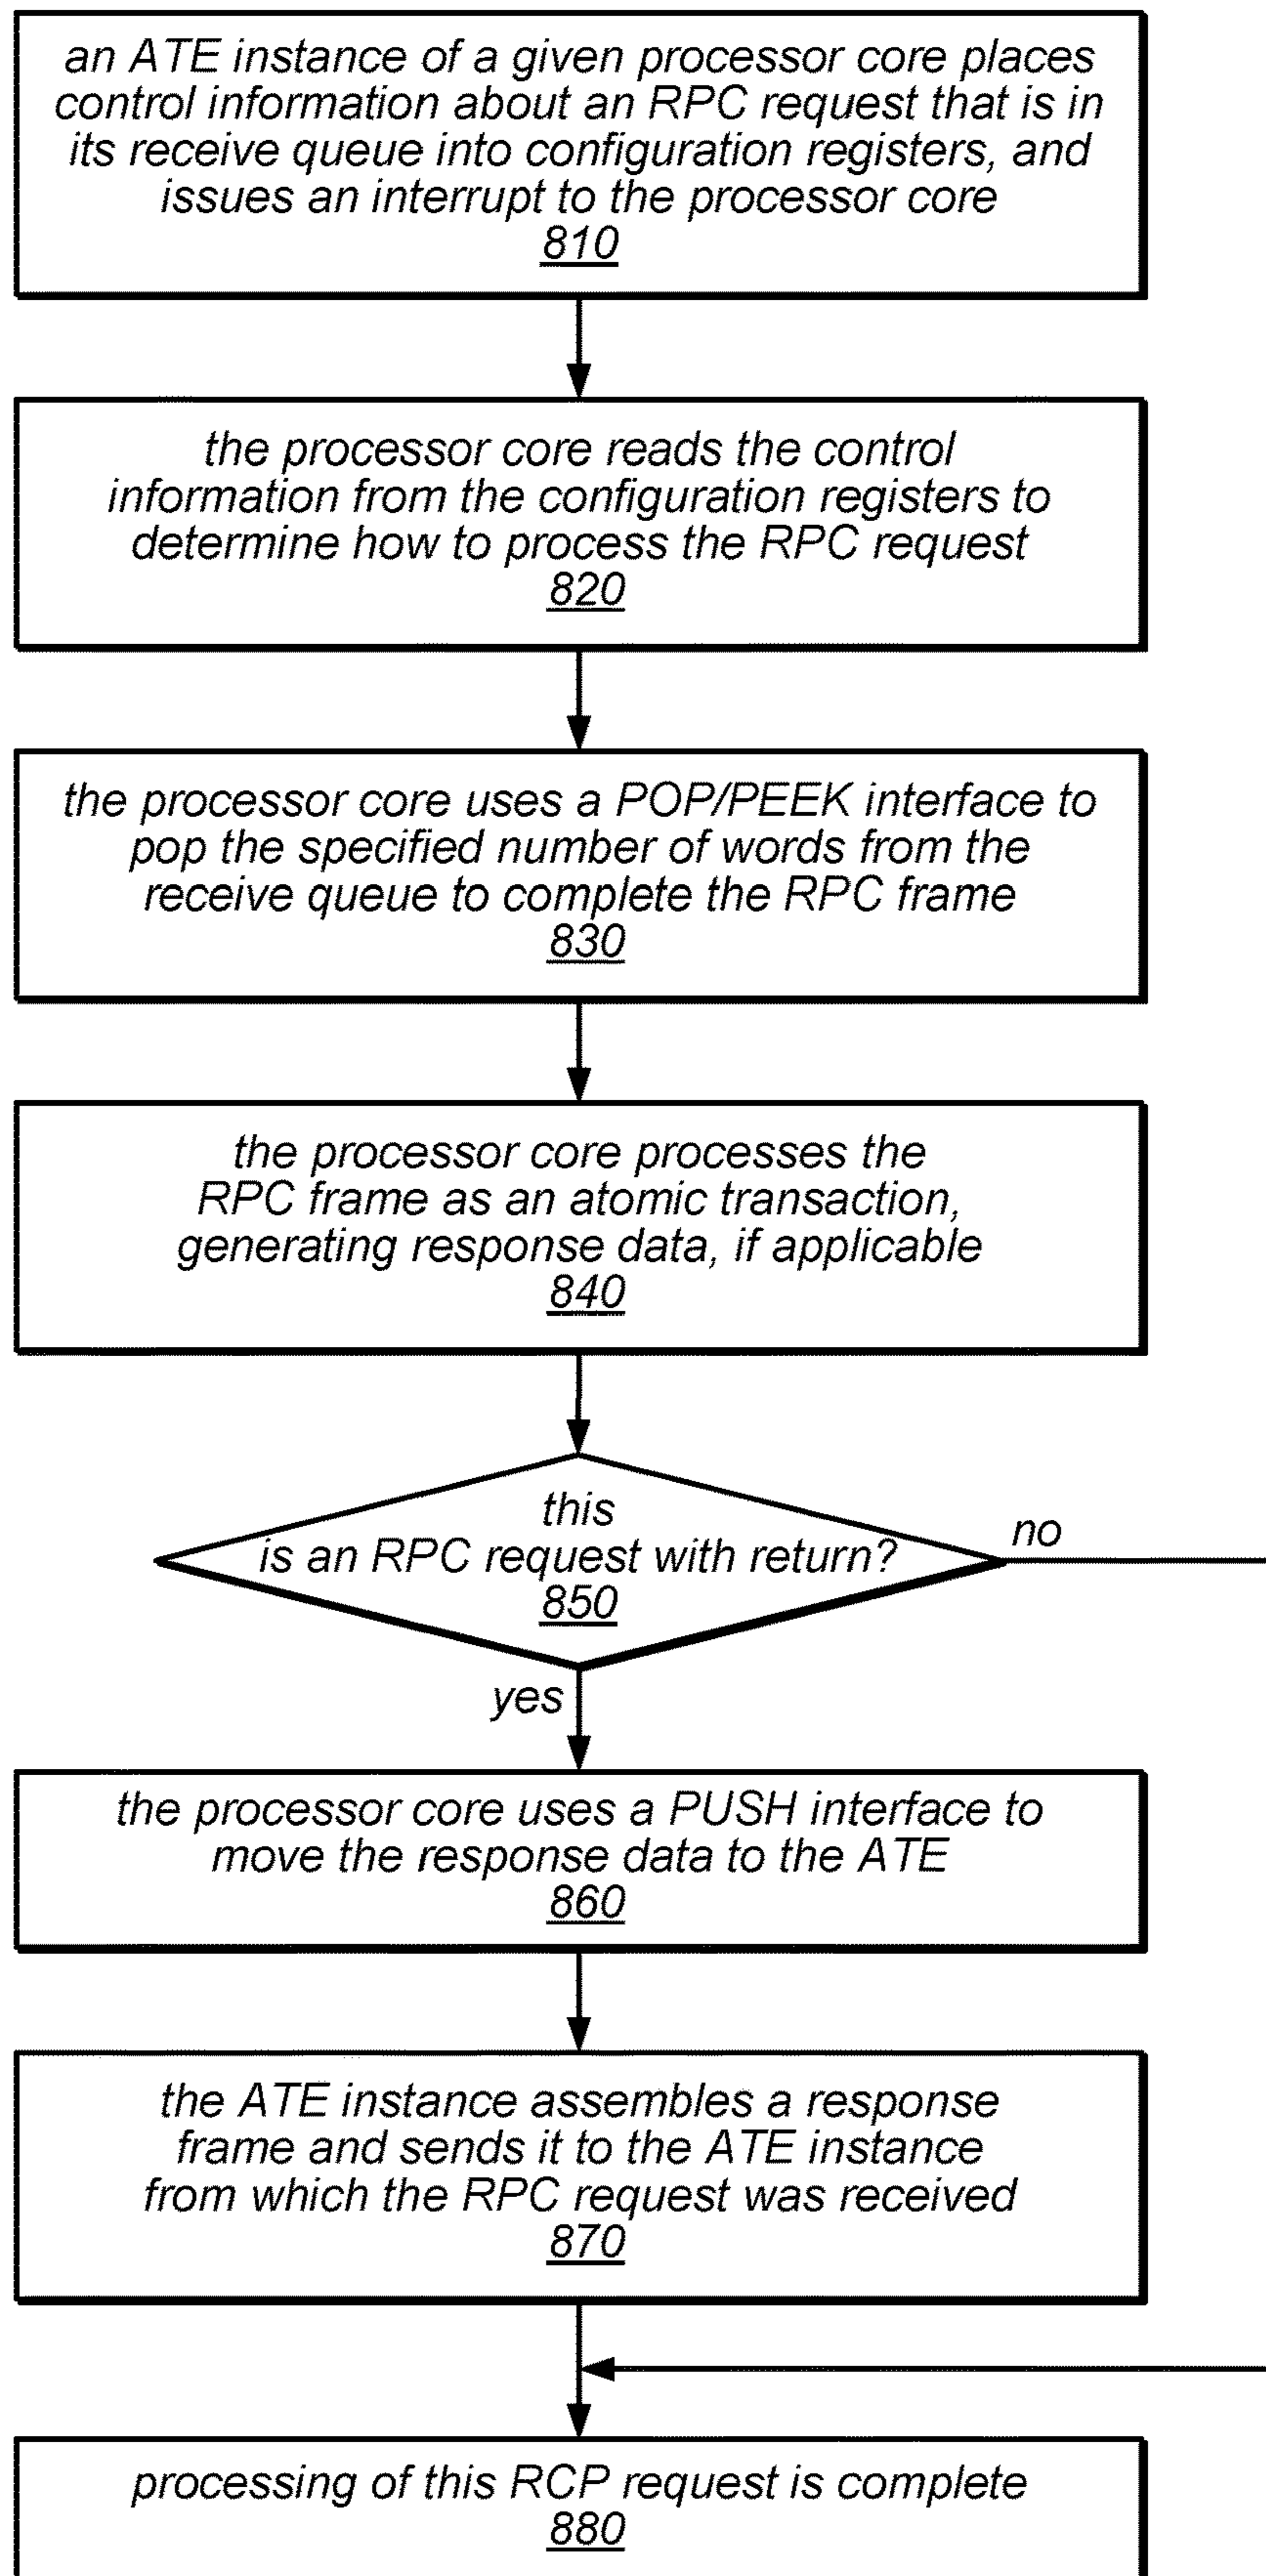 an ATE instance of a given processor core places
control information about an RPC request that is in
its receive queue into configuration registers, and
issues an interrupt to the processor core
810
the processor core reads the control
information from the configuration registers to
determine how to process the RPC request
820
the processor core uses a POP/PEEK interface to
pop the specified number of words from the
receive queue to complete the RPC frame
830
the processor core processes the
RPC frame as an atomic transaction,
generating response data, if applicable
840
this
is an RPC request with return?
850
no
yes
the processor core uses a PUSH interface to
move the response data to the ATE
860
the ATE instance assembles a response
frame and sends it to the ATE instance
from which the RPC request was received
870
processing of this RCP request is complete
880